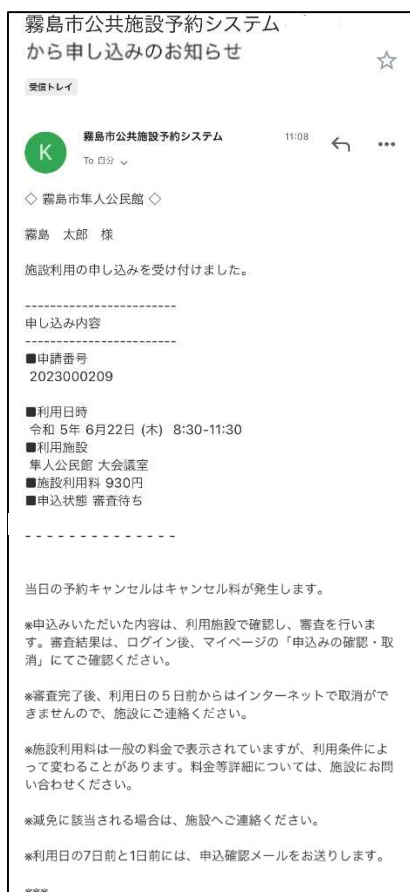 霧島市公共施設予約システム
から申し込みのお知らせ
受信トレイ
K
霧島市公共施設予約システム
11:08
To 自分
◇ 霧島市隼人公民館 ◇
霧島　太郎　様
施設利用の申し込みを受け付けました。
------------------------
申し込み内容
------------------------
■申請番号
2023000209
■利用日時
令和 5年 6月22日 (木)  8:30-11:30
■利用施設
隼人公民館 大会議室
■施設利用料 930円
■申込状態 審査待ち
- - - - - - - - - - - - - -
当日の予約キャンセルはキャンセル料が発生します。
※申込みいただいた内容は、利用施設で確認し、審査を行いま
す。審査結果は、ログイン後、マイページの「申込みの確認・取
消」にてご確認ください。
※審査完了後、利用日の５日前からはインターネットで取消がで
きませんので、施設にご連絡ください。
※施設利用料は一般の料金で表示されていますが、利用条件によ
って変わることがあります。料金等詳細については、施設にお問
い合わせください。
※減免に該当される場合は、施設へご連絡ください。
※利用日の7日前と1日前には、申込確認メールをお送りします。
***